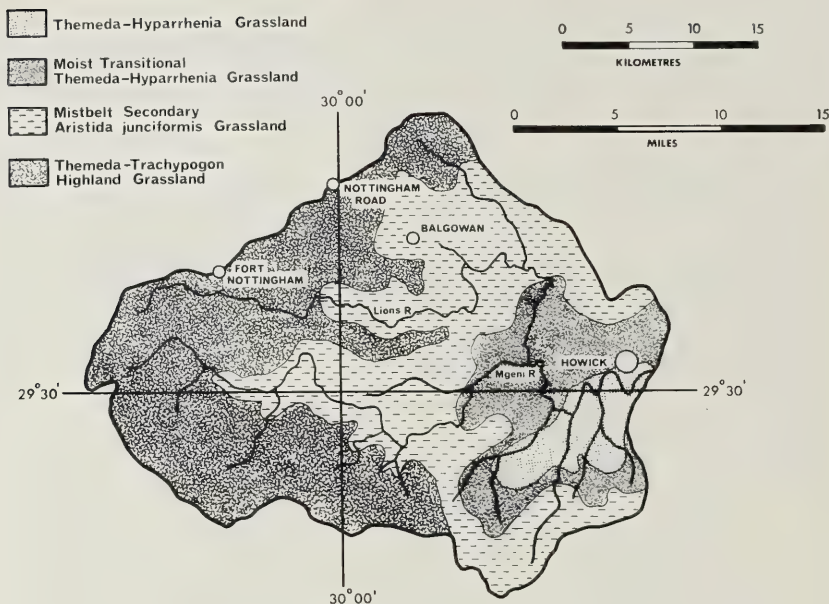 Themeda-Hyparrhenia Grassland
Moist Transitional
Themeda-Hyparrhenia Grassland
Mistbelt Secondary
Aristida junciformis Grassland
Themeda-Trachypogon
Highland Grassland
0 5 10 15
KILOMETRES
0 5 10 15
MILES
30° 00'
NOTTINGHAM
ROAD
BALGOWAN
FORT
NOTTINGHAM
Lions R
HOWICK
Mgeni R
29° 30'
29° 30'
30° 00'